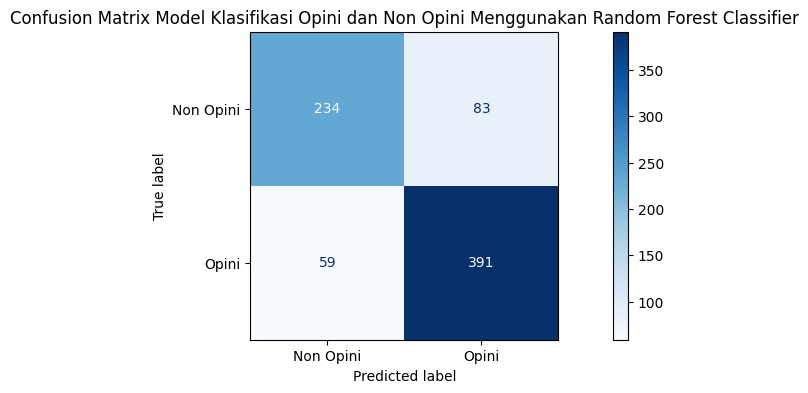 Confusion Matrix Model Klasifikasi Opini dan Non Opini Menggunakan Random Forest Classifier
True label
Non Opini
Opini
234
83
59
391
Non Opini
Opini
Predicted label
350
300
250
200
150
100